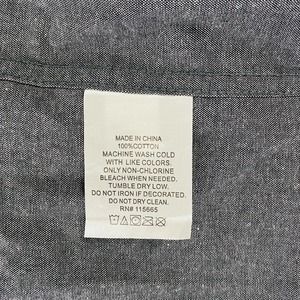 MADE IN CHINA
100%COTTON
MACHINE WASH COLD
WITH LIKE COLORS.
ONLY NON-CHLORINE
BLEACH WHEN NEEDED.
TUMBLE DRY LOW.
DO NOT IRON IF DECORATED.
DO NOT DRY CLEAN.
RN# 115665